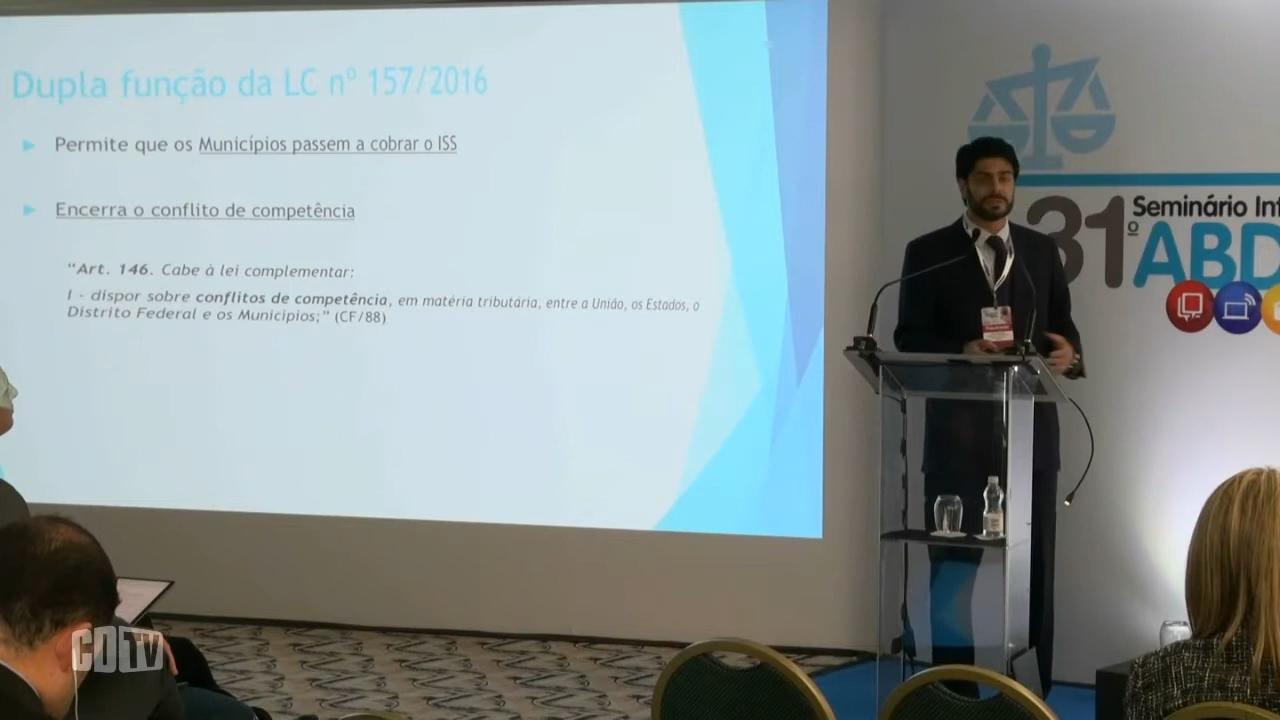 Dupla função da LC nº 157/2016
Permite que os Municípios passem a cobrar o ISS
Encerra o conflito de competência
“Art. 146. Cabe à lei complementar:
I - dispor sobre conflitos de competência, em matéria tributária, entre a União, os Estados, o
Distrito Federal e os Municípios;” (CF/88)
31º
Seminário Int
ABD
CDTV